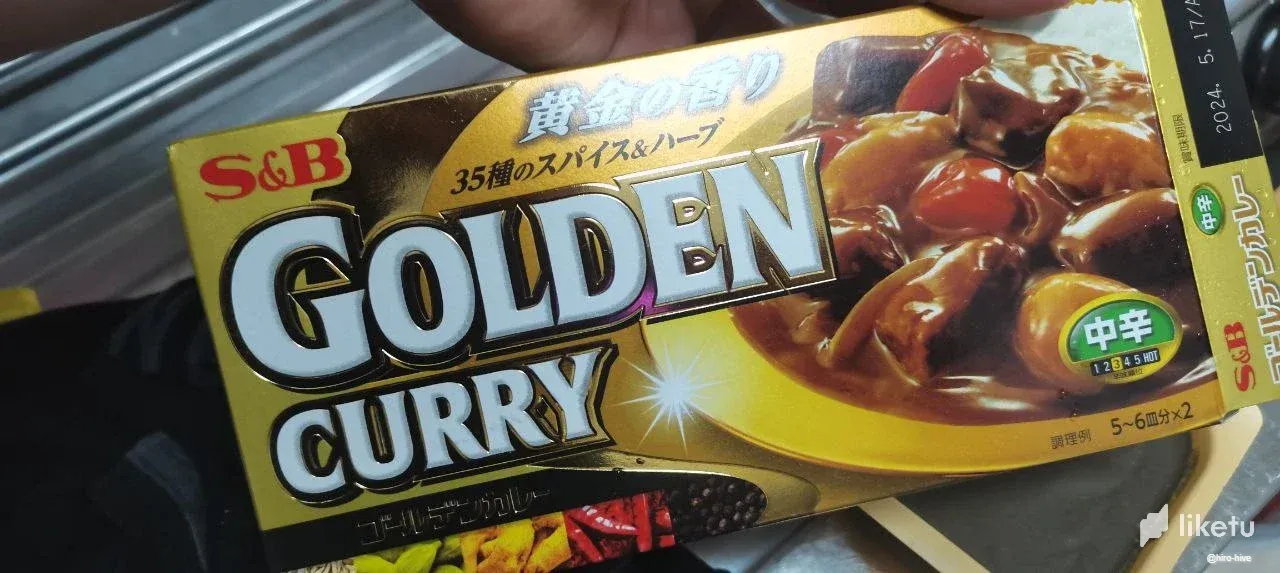 S&B
黄金の香り
35種のスパイス&ハーブ
GOLDEN
CURRY
ゴールデンカレー
中辛
1 2 3 4 5 HOT
調理例
5~6皿分×2
賞味期限
2024. 5. 17/A
中辛
S&B
ゴールデンカレー
liketu
@hiro-hive